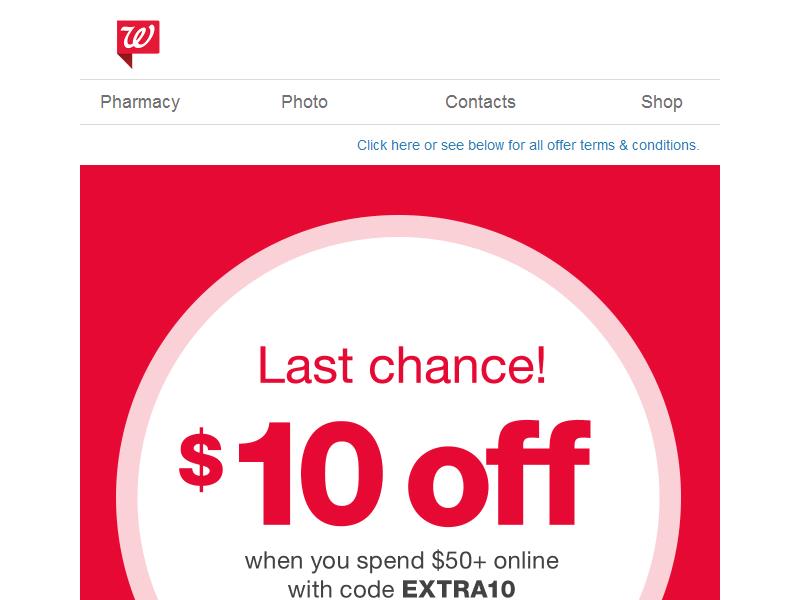 W
Pharmacy Photo Contacts Shop
Click here or see below for all offer terms & conditions.
Last chance!
$10 off
when you spend $50+ online
with code EXTRA10